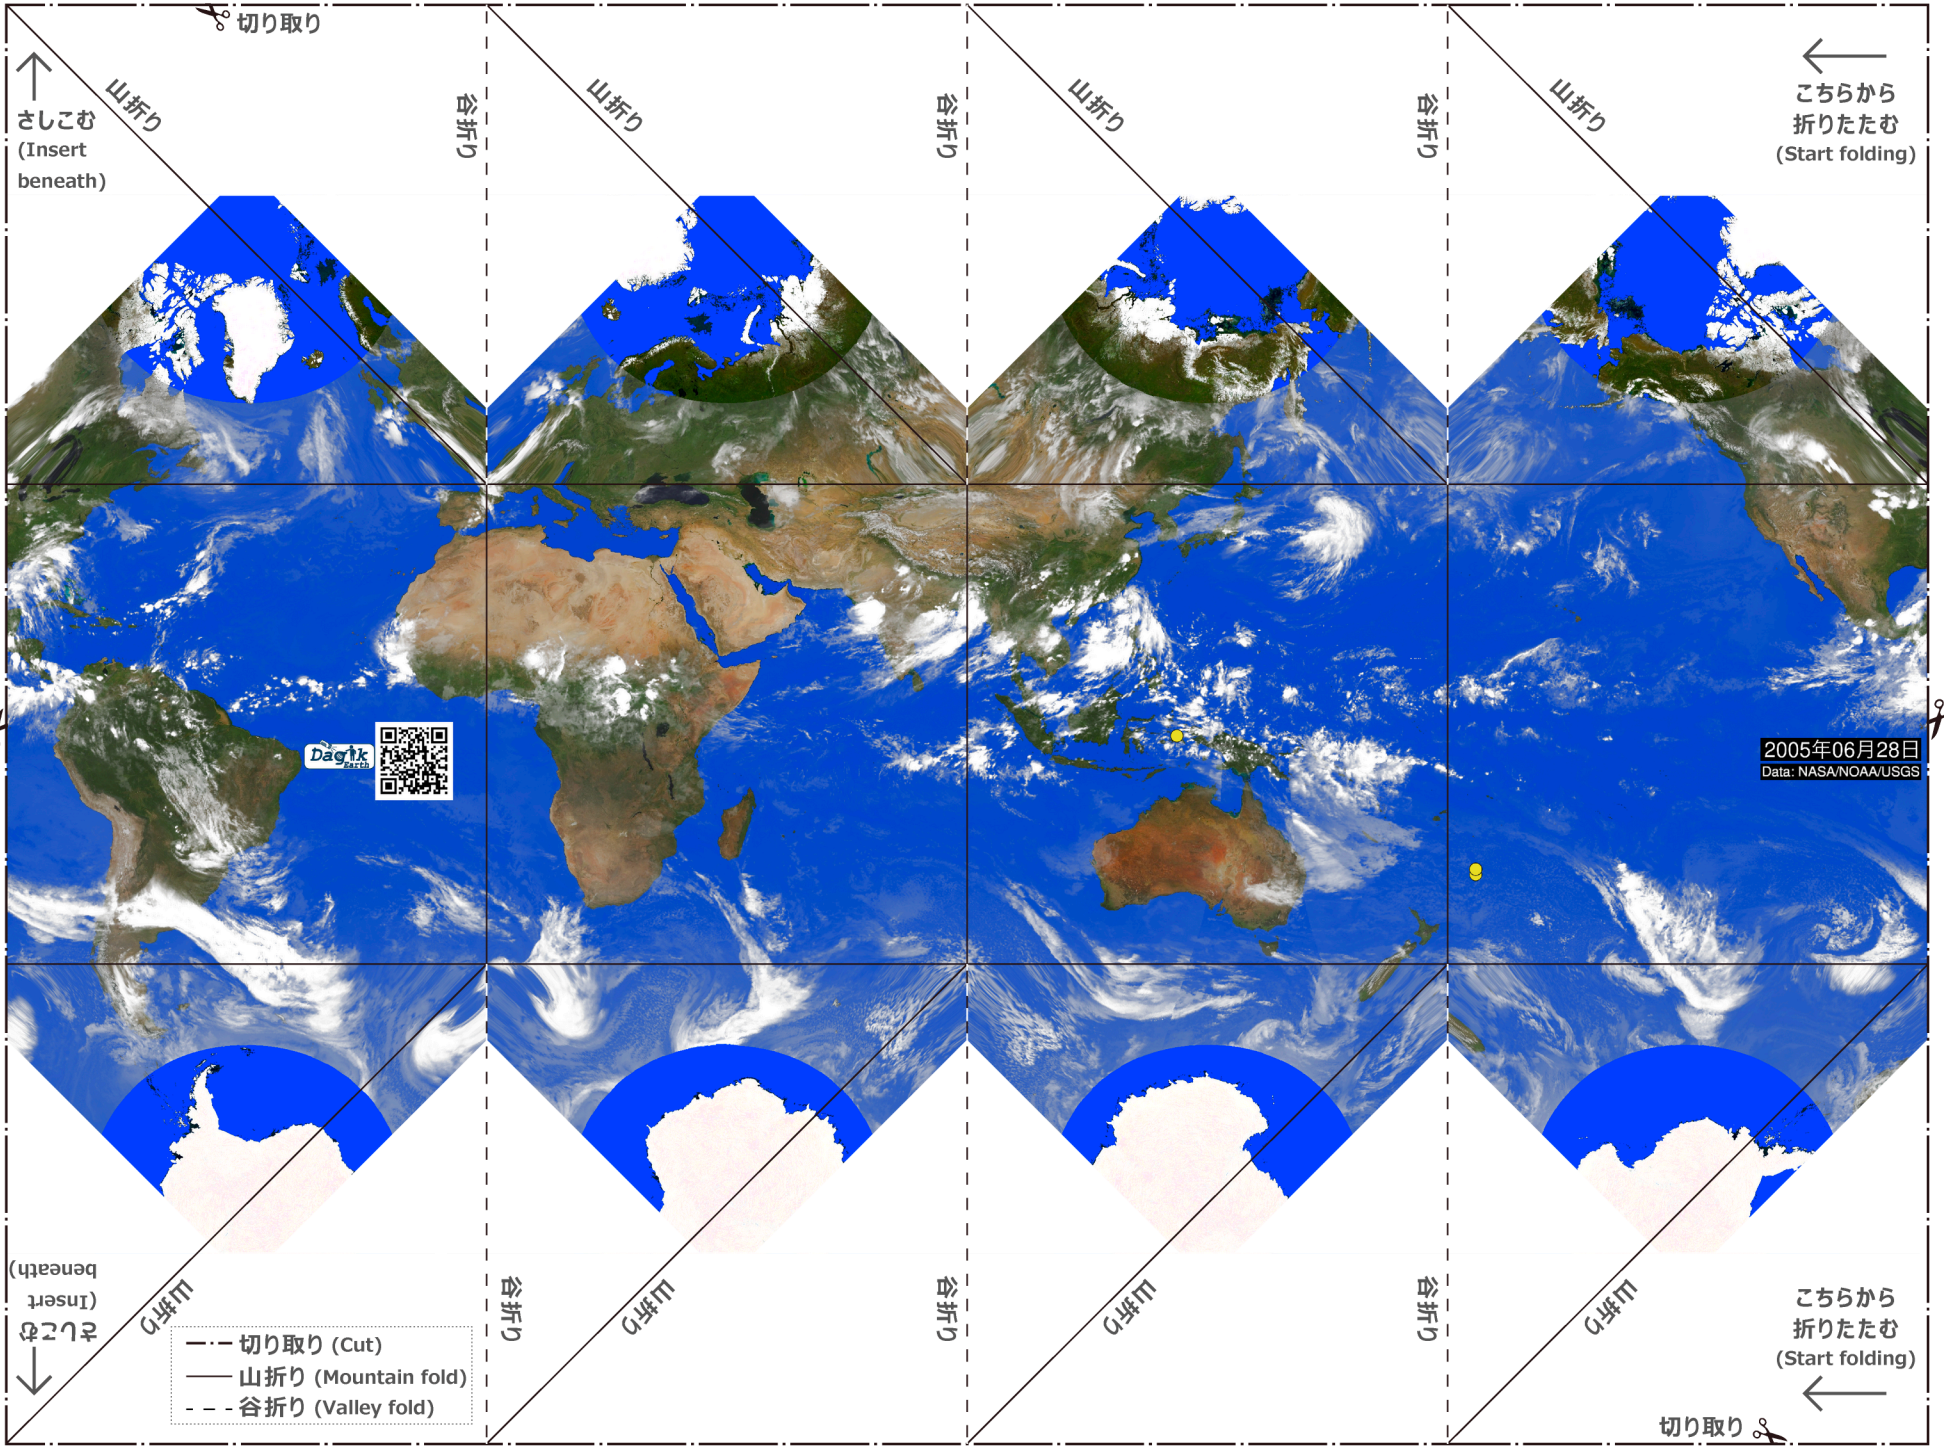 切り取り
山折り
谷折り
山折り
谷折り
山折り
谷折り
山折り
さしこむ
(Insert
beneath)
こちらから
折りたたむ
(Start folding)
Dagik
Earth
2005年06月28日
Data: NASA/NOAA/USGS
さしこむ
(Insert
beneath)
山折り
谷折り
山折り
谷折り
山折り
谷折り
山折り
こちらから
折りたたむ
(Start folding)
切り取り (Cut)
山折り (Mountain fold)
谷折り (Valley fold)
切り取り